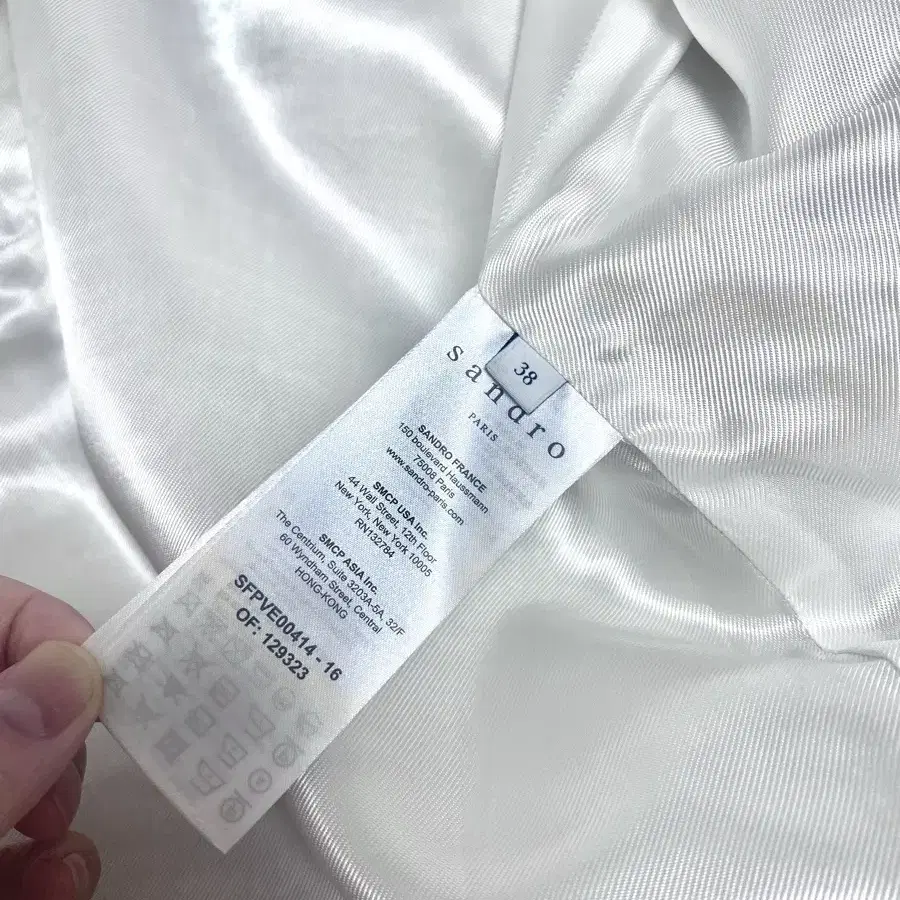 38
sandro
PARIS
SANDRO FRANCE
150 boulevard Haussmann
75008 Paris
www.sandro-paris.com
SMCP USA Inc.
44 Wall Street, 12th Floor
New York, New York 10005
RN132784
SMCP ASIA Inc.
The Centrium, Suite 3203A-5A, 32/F
60 Wyndham Street, Central
HONG-KONG
SFPVE00414 - 16
OF: 129323